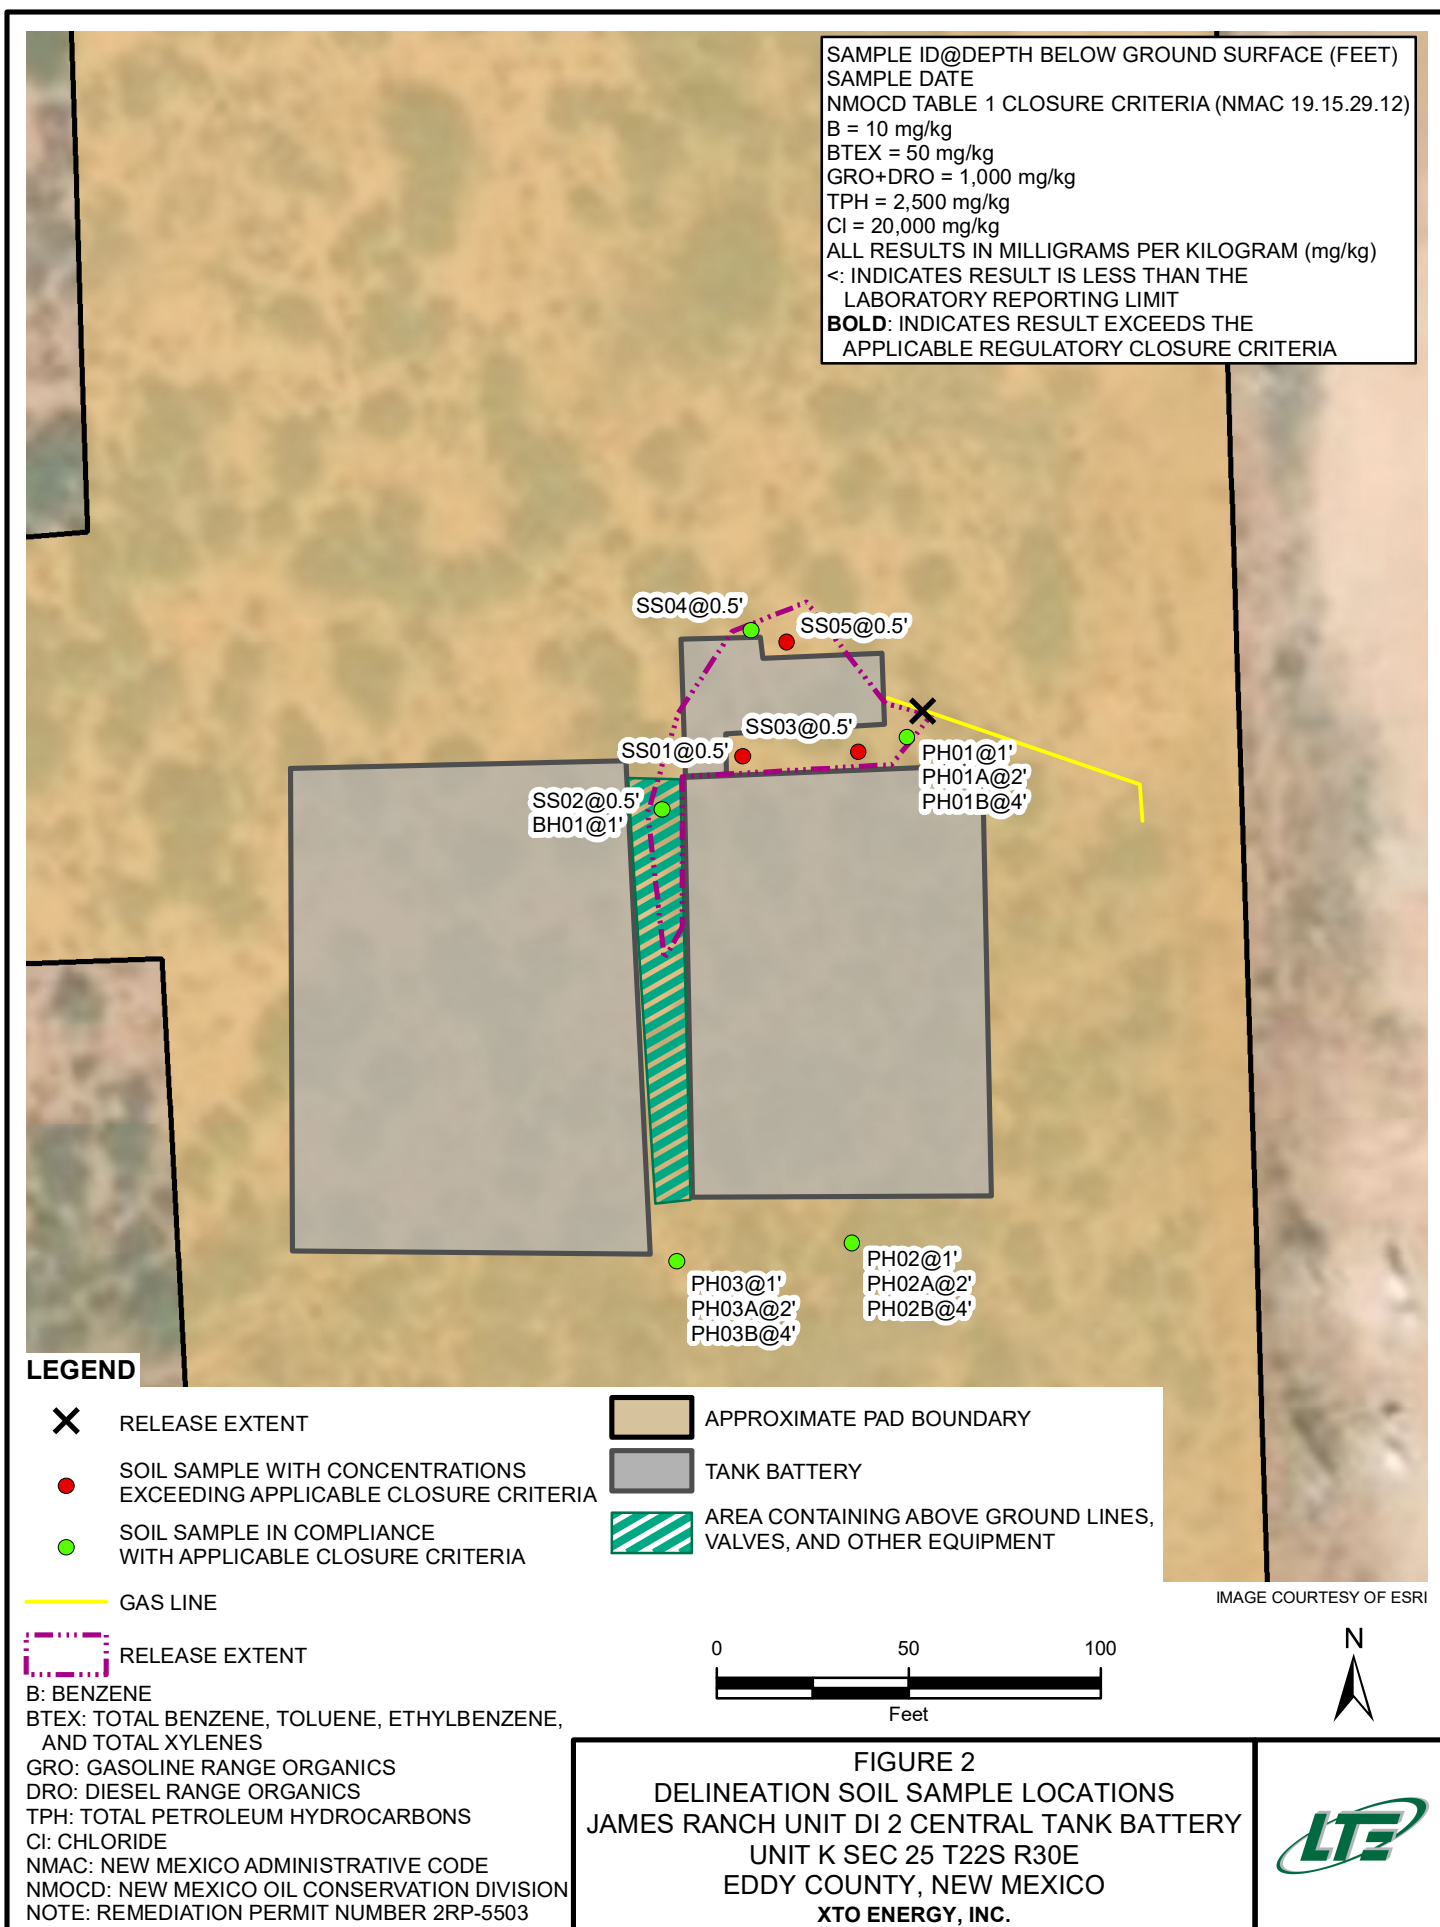 SAMPLE ID@DEPTH BELOW GROUND SURFACE (FEET)
SAMPLE DATE
NMOCD TABLE 1 CLOSURE CRITERIA (NMAC 19.15.29.12)
B = 10 mg/kg
BTEX = 50 mg/kg
GRO+DRO = 1,000 mg/kg
TPH = 2,500 mg/kg
Cl = 20,000 mg/kg
ALL RESULTS IN MILLIGRAMS PER KILOGRAM (mg/kg)
<: INDICATES RESULT IS LESS THAN THE
LABORATORY REPORTING LIMIT
BOLD: INDICATES RESULT EXCEEDS THE
APPLICABLE REGULATORY CLOSURE CRITERIA
SS04@0.5'
SS05@0.5'
SS03@0.5'
SS01@0.5'
PH01@1'
PH01A@2'
PH01B@4'
SS02@0.5'
BH01@1'
PH02@1'
PH02A@2'
PH02B@4'
PH03@1'
PH03A@2'
PH03B@4'
LEGEND
RELEASE EXTENT
SOIL SAMPLE WITH CONCENTRATIONS
EXCEEDING APPLICABLE CLOSURE CRITERIA
SOIL SAMPLE IN COMPLIANCE
WITH APPLICABLE CLOSURE CRITERIA
GAS LINE
RELEASE EXTENT
APPROXIMATE PAD BOUNDARY
TANK BATTERY
AREA CONTAINING ABOVE GROUND LINES,
VALVES, AND OTHER EQUIPMENT
IMAGE COURTESY OF ESRI
0 50 100
Feet
N
B: BENZENE
BTEX: TOTAL BENZENE, TOLUENE, ETHYLBENZENE,
AND TOTAL XYLENES
GRO: GASOLINE RANGE ORGANICS
DRO: DIESEL RANGE ORGANICS
TPH: TOTAL PETROLEUM HYDROCARBONS
Cl: CHLORIDE
NMAC: NEW MEXICO ADMINISTRATIVE CODE
NMOCD: NEW MEXICO OIL CONSERVATION DIVISION
NOTE: REMEDIATION PERMIT NUMBER 2RP-5503
FIGURE 2
DELINEATION SOIL SAMPLE LOCATIONS
JAMES RANCH UNIT DI 2 CENTRAL TANK BATTERY
UNIT K SEC 25 T22S R30E
EDDY COUNTY, NEW MEXICO
XTO ENERGY, INC.
LTE